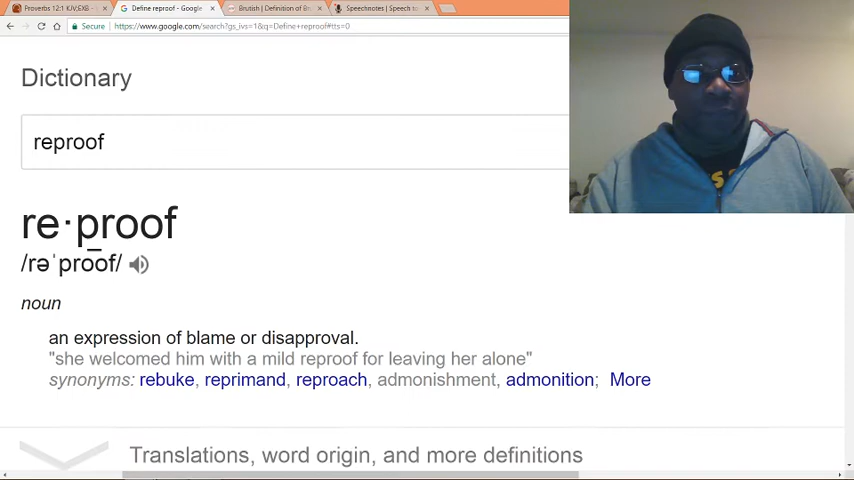 Proverbs 12:1 KJV;EXB -
Define reproof - Google
Brutish | Definition of Br
Speechnotes | Speech to
Secure
https://www.google.com/search?gs_ivs=1&q=Define+reproof#tts=0
Dictionary
reproof
re·proof
/rəˈpro͞of/
noun
an expression of blame or disapproval.
"she welcomed him with a mild reproof for leaving her alone"
synonyms: rebuke, reprimand, reproach, admonishment, admonition; More
Translations, word origin, and more definitions